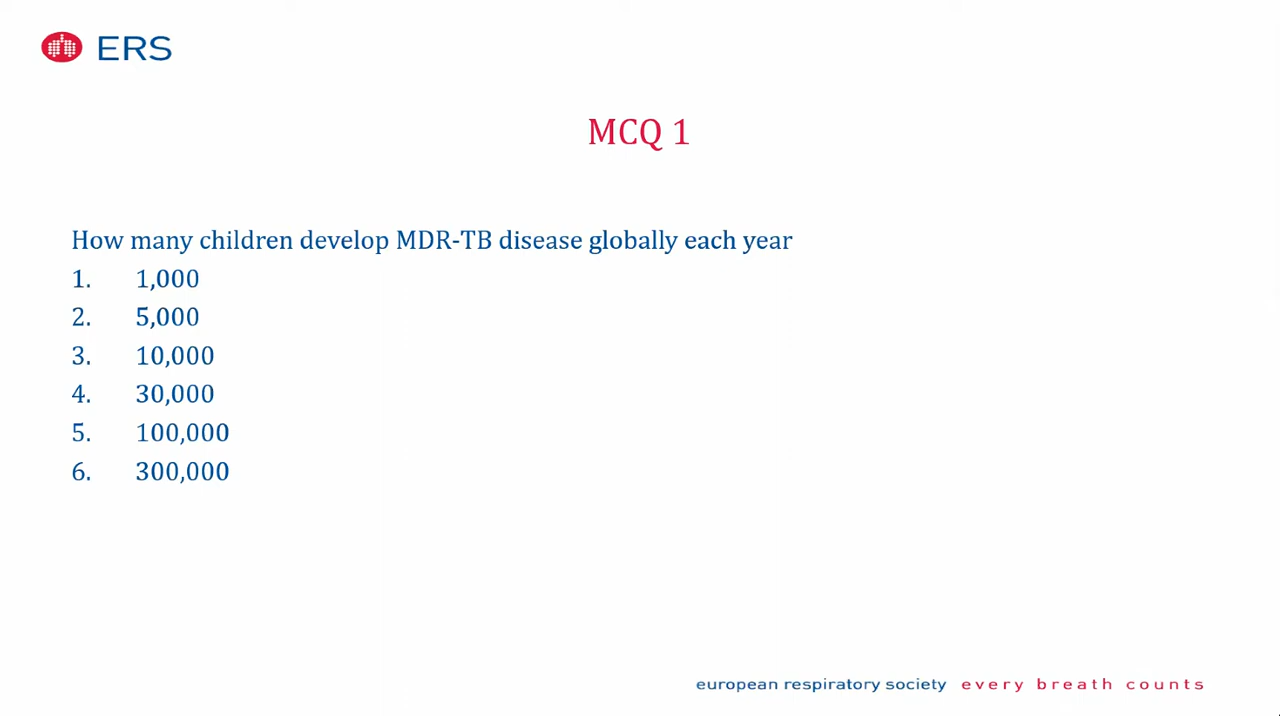 ERS
MCQ 1
How many children develop MDR-TB disease globally each year
1. 1,000
2. 5,000
3. 10,000
4. 30,000
5. 100,000
6. 300,000
european respiratory society every breath counts